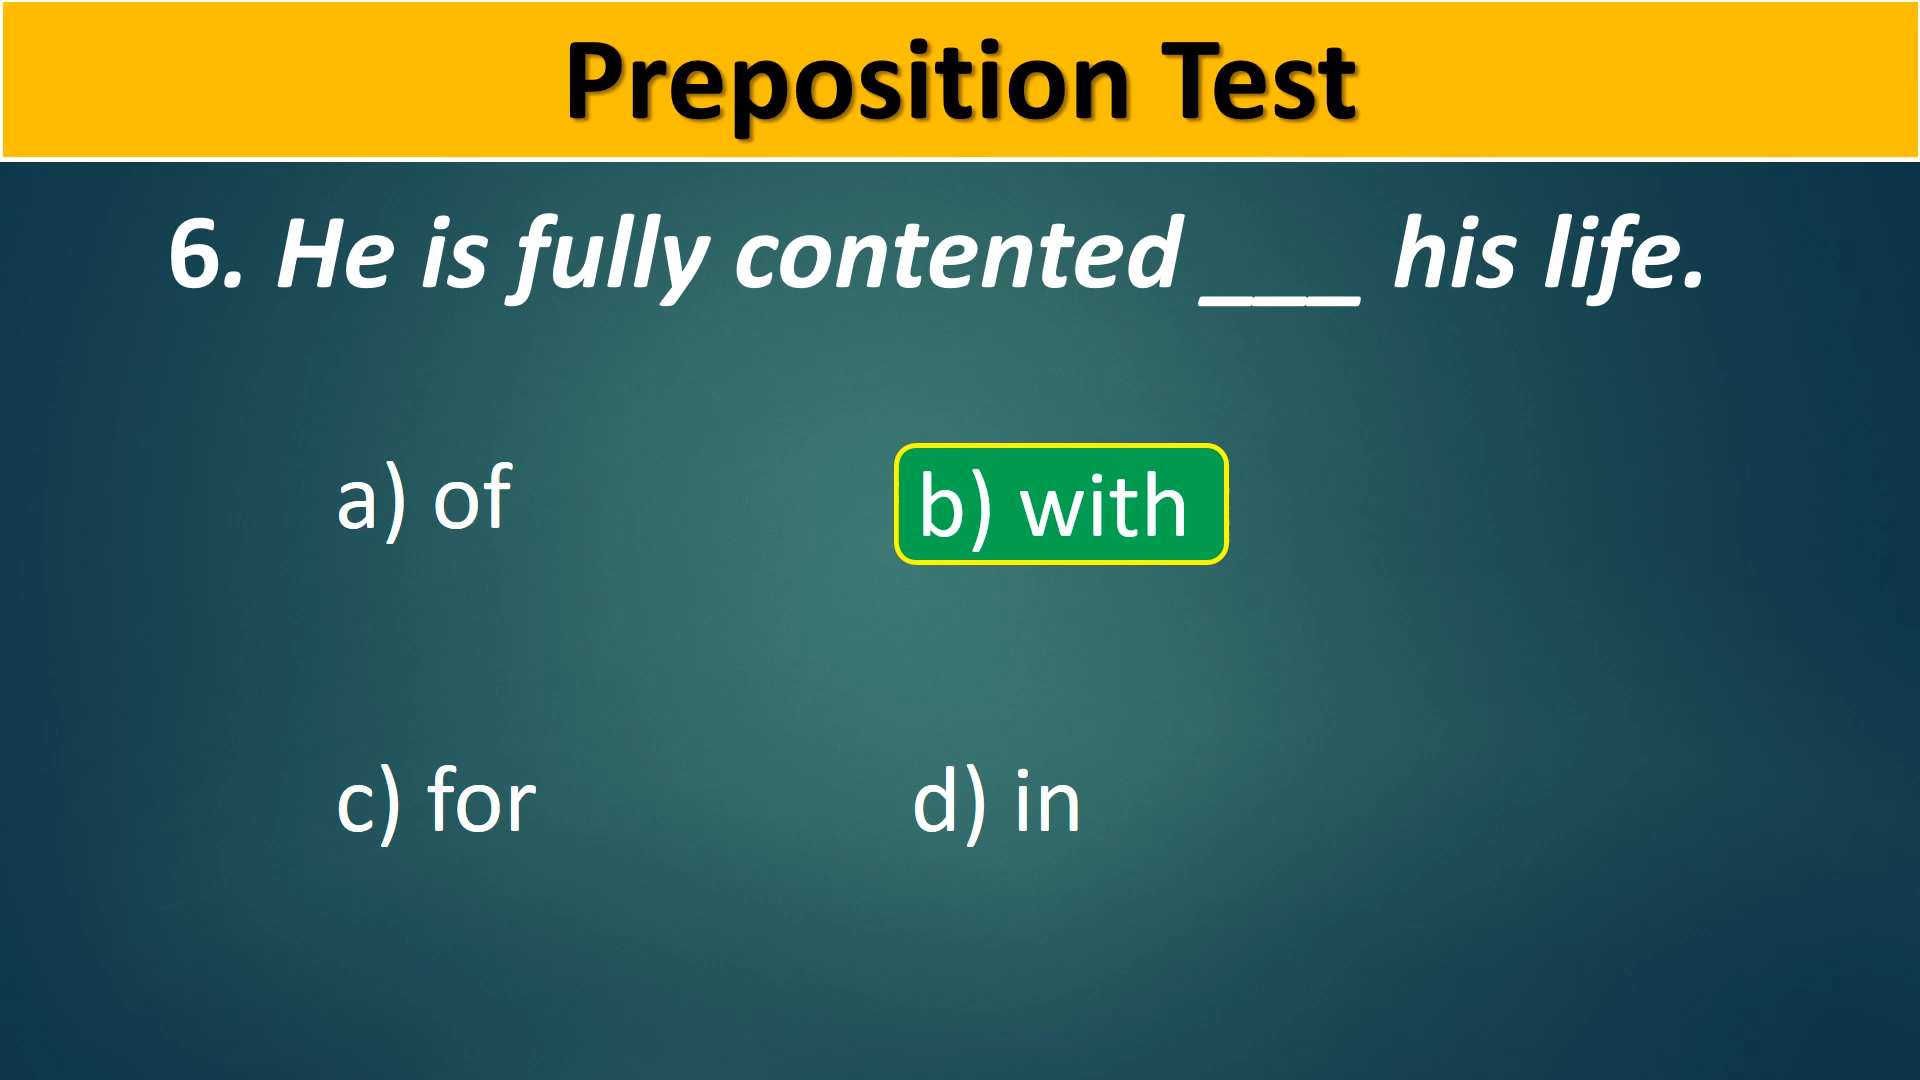 Preposition Test
6. He is fully contented ___ his life.
a) of
b) with
c) for
d) in